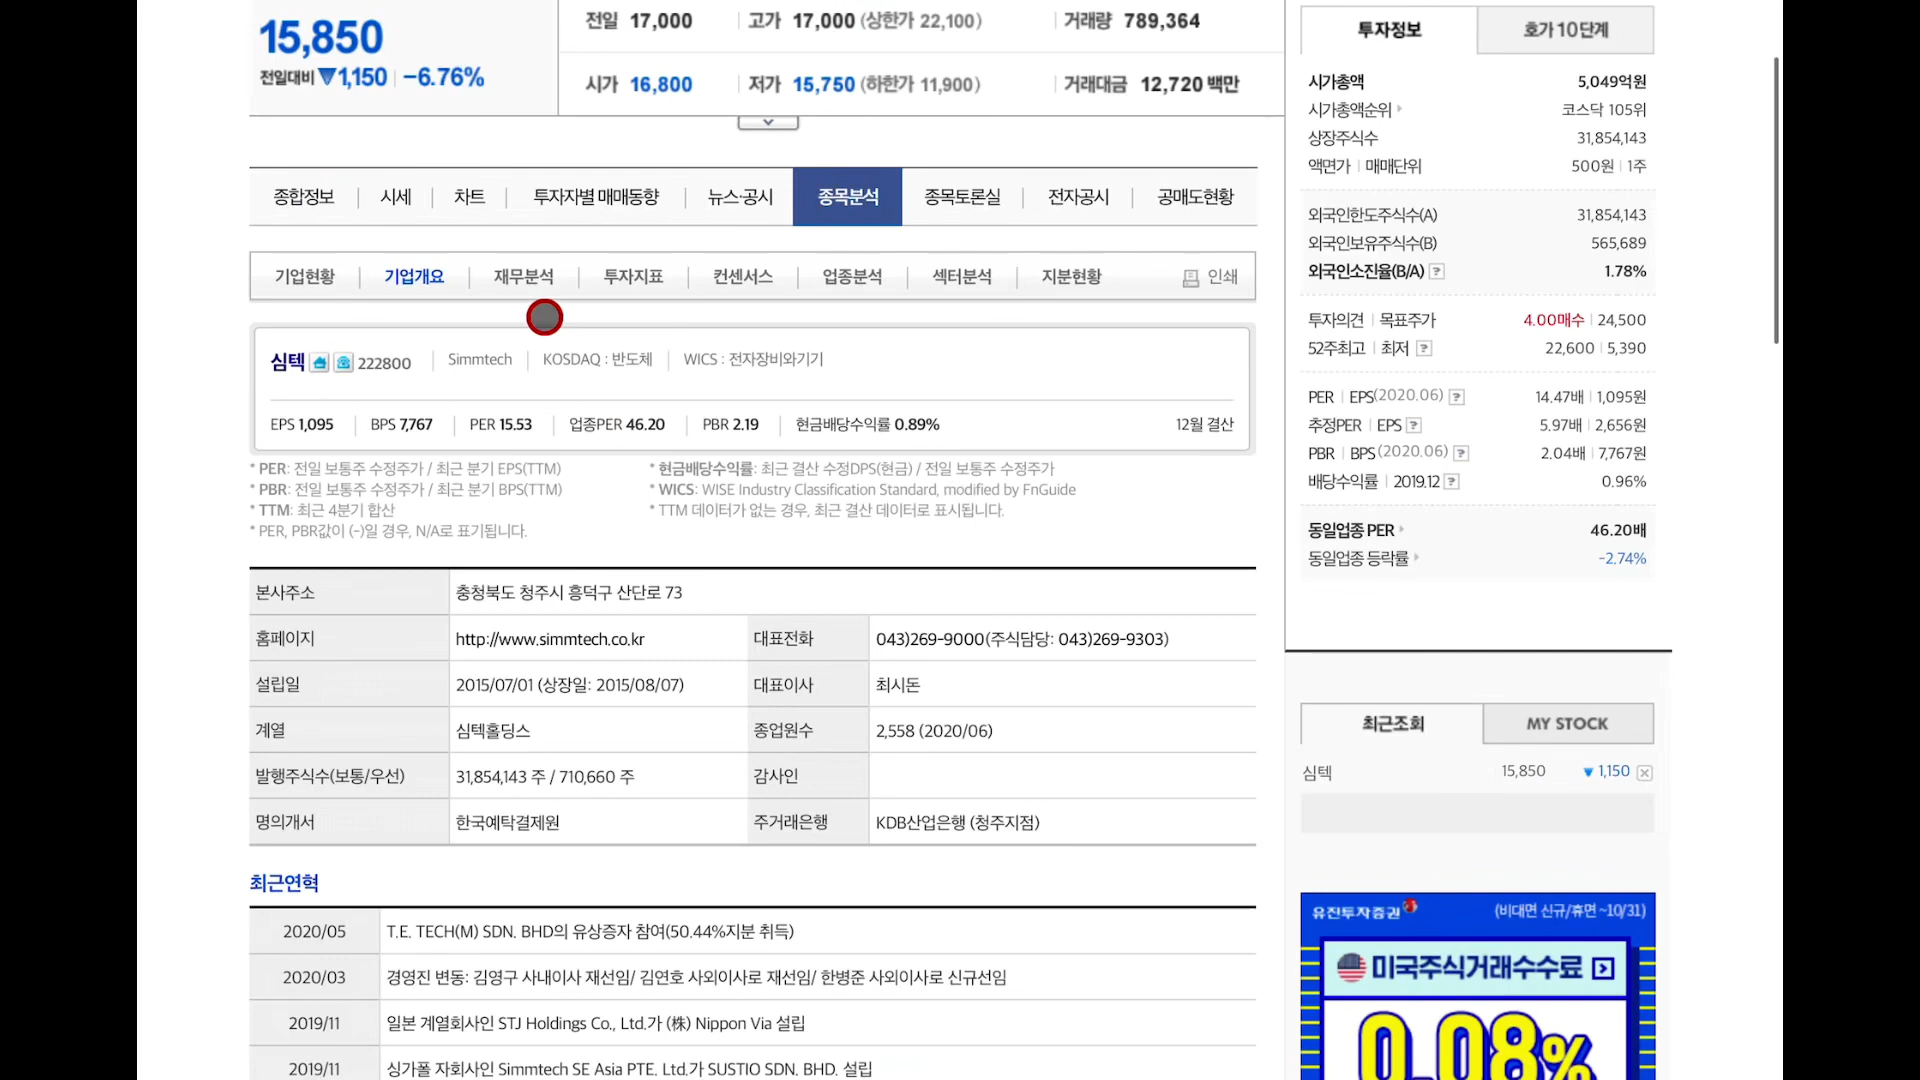 15,850
전일대비 ▼1,150 | -6.76%
전일 17,000 고가 17,000 (상한가 22,100) 거래량 789,364
시가 16,800 저가 15,750 (하한가 11,900) 거래대금 12,720 백만
종합정보 시세 차트 투자자별 매매동향 뉴스·공시 종목분석 종목토론실 전자공시 공매도현황
기업현황 기업개요 재무분석 투자지표 컨센서스 업종분석 섹터분석 지분현황 인쇄
심텍 222800 Simmtech KOSDAQ : 반도체 WICS : 전자장비와기기
EPS 1,095 BPS 7,767 PER 15.53 업종PER 46.20 PBR 2.19 현금배당수익률 0.89% 12월 결산
* PER: 전일 보통주 수정주가 / 최근 분기 EPS(TTM)
* PBR: 전일 보통주 수정주가 / 최근 분기 BPS(TTM)
* TTM: 최근 4분기 합산
* PER, PBR값이 (-)일 경우, N/A로 표기됩니다.
* 현금배당수익률: 최근 결산 수정DPS(현금) / 전일 보통주 수정주가
* WICS: WISE Industry Classification Standard, modified by FnGuide
* TTM 데이터가 없는 경우, 최근 결산 데이터로 표시됩니다.
본사주소 충청북도 청주시 흥덕구 산단로 73
홈페이지 http://www.simmtech.co.kr 대표전화 043)269-9000(주식담당: 043)269-9303)
설립일 2015/07/01 (상장일: 2015/08/07) 대표이사 최시돈
계열 심텍홀딩스 종업원수 2,558 (2020/06)
발행주식수(보통/우선) 31,854,143 주 / 710,660 주 감사인
명의개서 한국예탁결제원 주거래은행 KDB산업은행 (청주지점)
최근연혁
2020/05 T.E. TECH(M) SDN. BHD의 유상증자 참여(50.44%지분 취득)
2020/03 경영진 변동: 김영구 사내이사 재선임/ 김연호 사외이사로 재선임/ 한병준 사외이사로 신규선임
2019/11 일본 계열회사인 STJ Holdings Co., Ltd.가 (株) Nippon Via 설립
2019/11 싱가폴 자회사인 Simmtech SE Asia PTE. Ltd.가 SUSTIO SDN. BHD. 설립
투자정보 호가 10단계
시가총액 5,049억원
시가총액순위 코스닥 105위
상장주식수 31,854,143
액면가 | 매매단위 500원 | 1주
외국인한도주식수(A) 31,854,143
외국인보유주식수(B) 565,689
외국인소진율(B/A) ? 1.78%
투자의견 | 목표주가 4.00매수 | 24,500
52주최고 | 최저 ? 22,600 | 5,390
PER | EPS(2020.06) ? 14.47배 | 1,095원
추정PER | EPS ? 5.97배 | 2,656원
PBR | BPS(2020.06) ? 2.04배 | 7,767원
배당수익률 | 2019.12 ? 0.96%
동일업종 PER 46.20배
동일업종 등락률 -2.74%
최근조회 MY STOCK
심텍 15,850 ▼ 1,150
유진투자증권 (비대면 신규/휴면 ~10/31)
미국주식거래수수료
0.08%